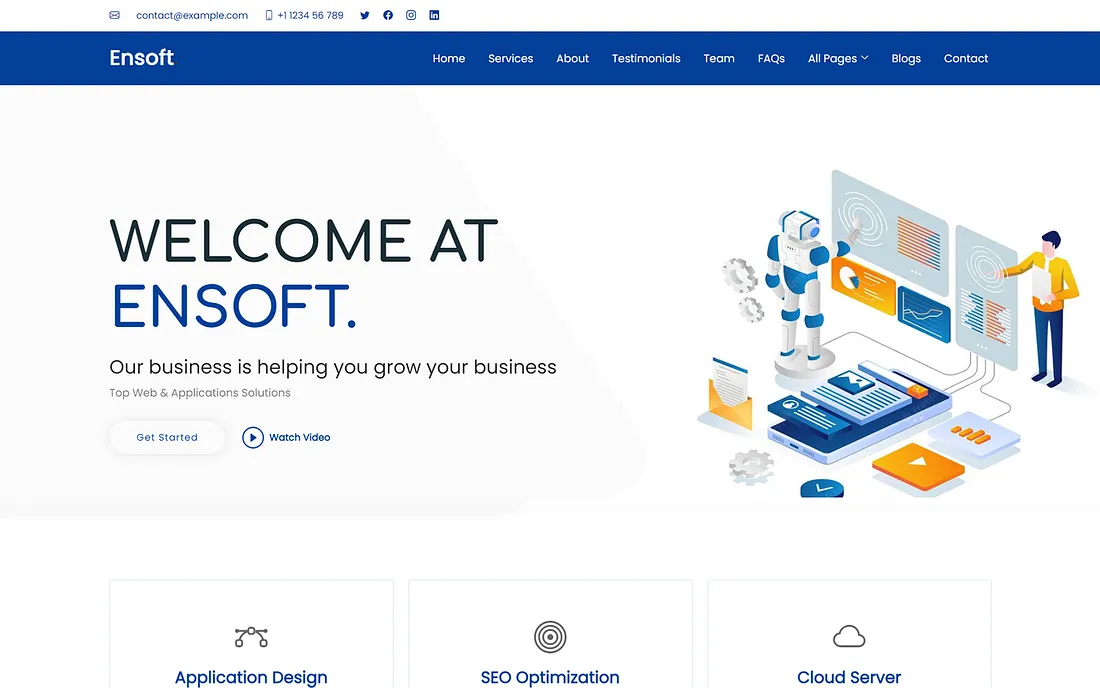 contact@example.com +1 1234 56 789
Ensoft Home Services About Testimonials Team FAQs All Pages Blogs Contact
WELCOME AT
ENSOFT.
Our business is helping you grow your business
Top Web & Applications Solutions
Get Started Watch Video
Application Design SEO Optimization Cloud Server